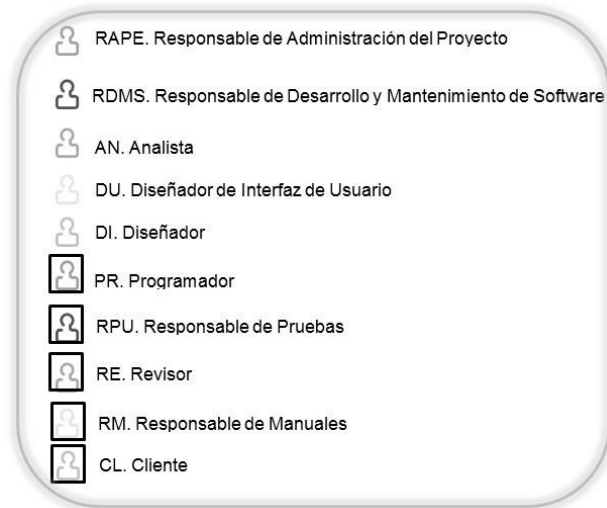 RAPE. Responsable de Administración del Proyecto
RDMS. Responsable de Desarrollo y Mantenimiento de Software
AN. Analista
DU. Diseñador de Interfaz de Usuario
DI. Diseñador
PR. Programador
RPU. Responsable de Pruebas
RE. Revisor
RM. Responsable de Manuales
CL. Cliente